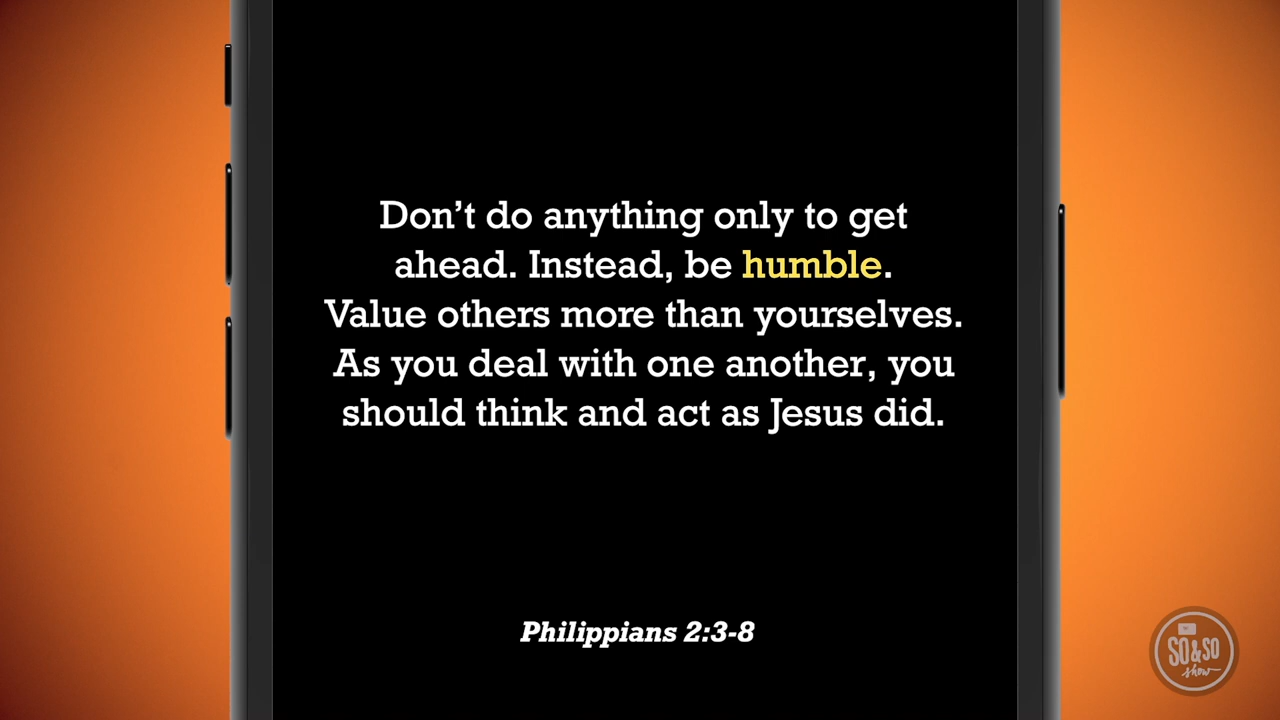 Don't do anything only to get
ahead. Instead, be humble.
Value others more than yourselves.
As you deal with one another, you
should think and act as Jesus did.
Philippians 2:3-8
SO&SO
show